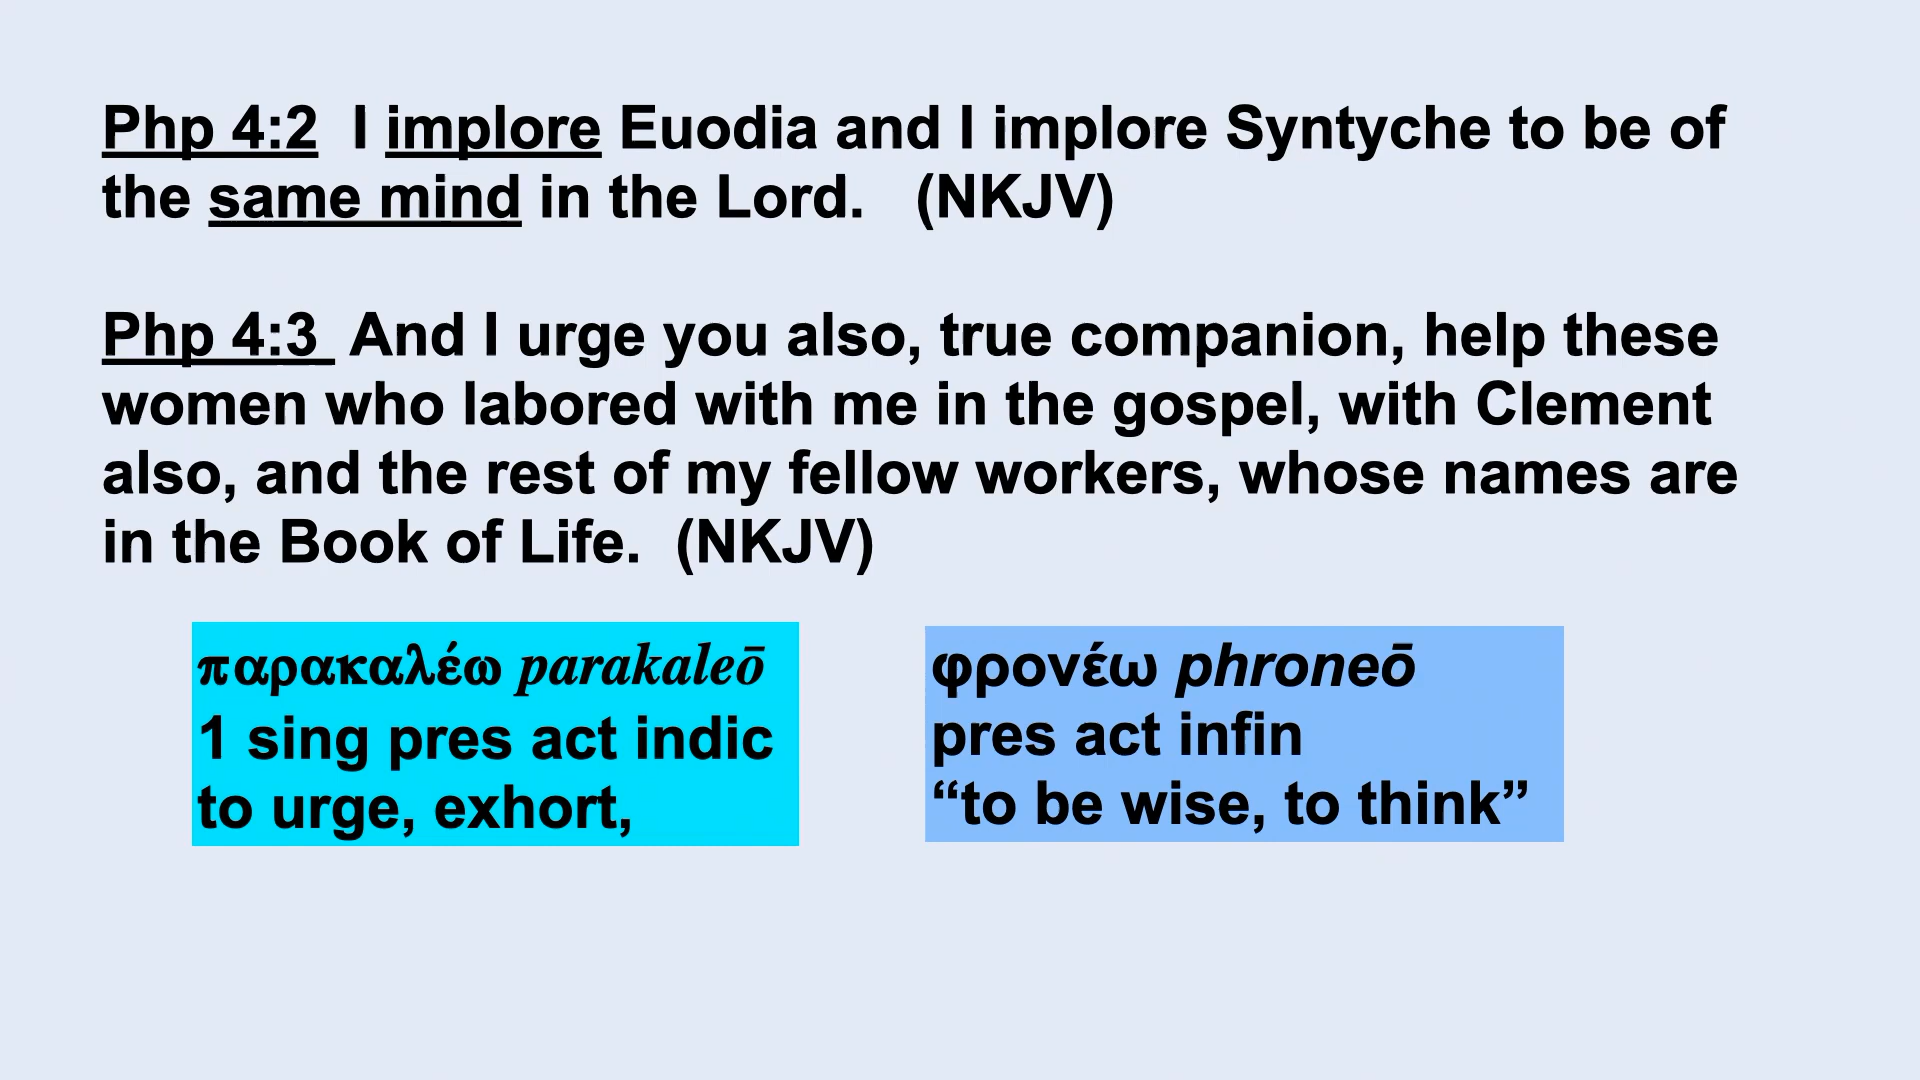 Php 4:2  I implore Euodia and I implore Syntyche to be of
the same mind in the Lord.   (NKJV)
Php 4:3  And I urge you also, true companion, help these
women who labored with me in the gospel, with Clement
also, and the rest of my fellow workers, whose names are
in the Book of Life.  (NKJV)
παρακαλέω parakaleō
1 sing pres act indic
to urge, exhort,
φρονέω phroneō
pres act infin
“to be wise, to think”